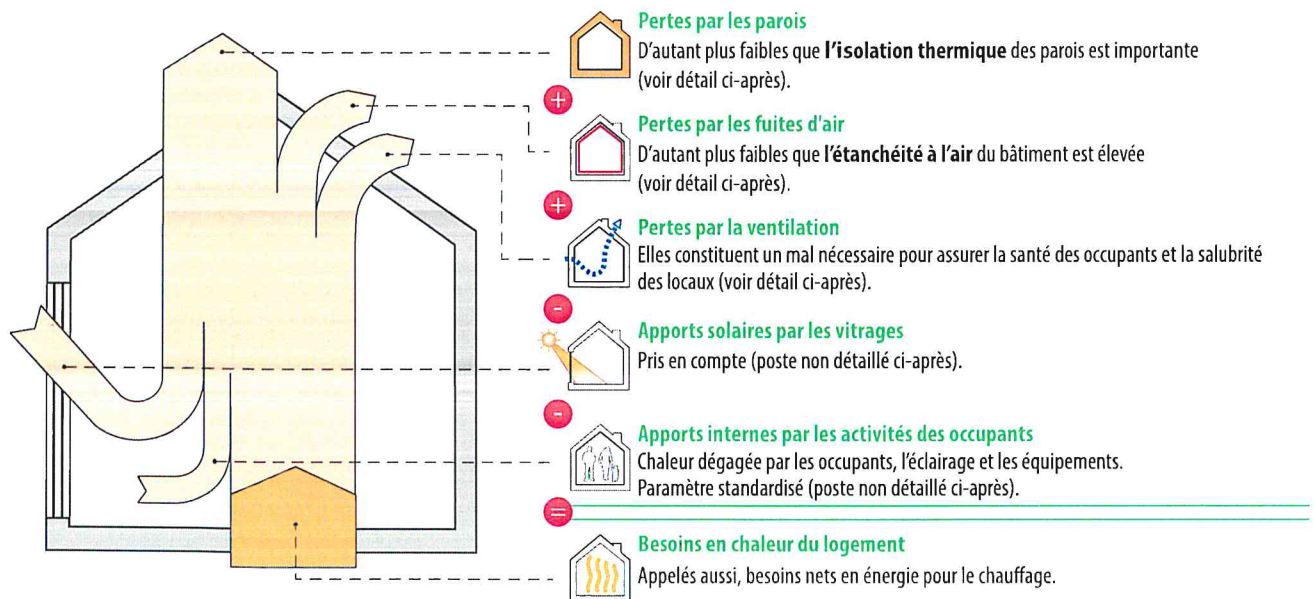 Pertes par les parois
D'autant plus faibles que l'isolation thermique des parois est importante
(voir détail ci-après).
+
Pertes par les fuites d'air
D'autant plus faibles que l'étanchéité à l'air du bâtiment est élevée
(voir détail ci-après).
+
Pertes par la ventilation
Elles constituent un mal nécessaire pour assurer la santé des occupants et la salubrité
des locaux (voir détail ci-après).
-
Apports solaires par les vitrages
Pris en compte (poste non détaillé ci-après).
-
Apports internes par les activités des occupants
Chaleur dégagée par les occupants, l'éclairage et les équipements.
Paramètre standardisé (poste non détaillé ci-après).
=
Besoins en chaleur du logement
Appelés aussi, besoins nets en énergie pour le chauffage.